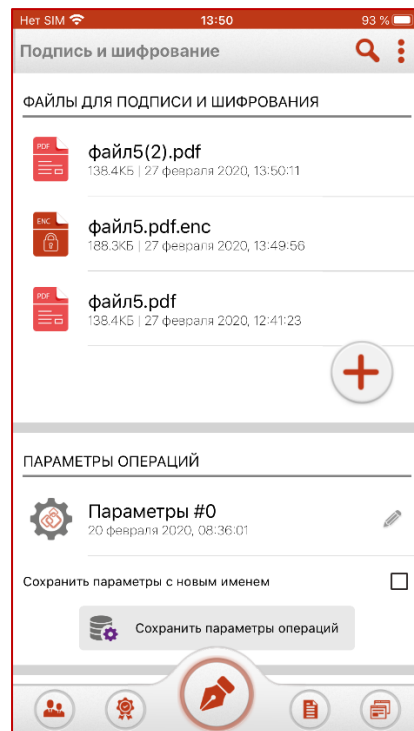 Нет SIM 13:50 93 %
Подпись и шифрование
ФАЙЛЫ ДЛЯ ПОДПИСИ И ШИФРОВАНИЯ
PDF
файл5(2).pdf
138.4КБ | 27 февраля 2020, 13:50:11
ENC
файл5.pdf.enc
188.3КБ | 27 февраля 2020, 13:49:56
PDF
файл5.pdf
138.4КБ | 27 февраля 2020, 12:41:23
ПАРАМЕТРЫ ОПЕРАЦИЙ
Параметры #0
20 февраля 2020, 08:36:01
Сохранить параметры с новым именем
Сохранить параметры операций